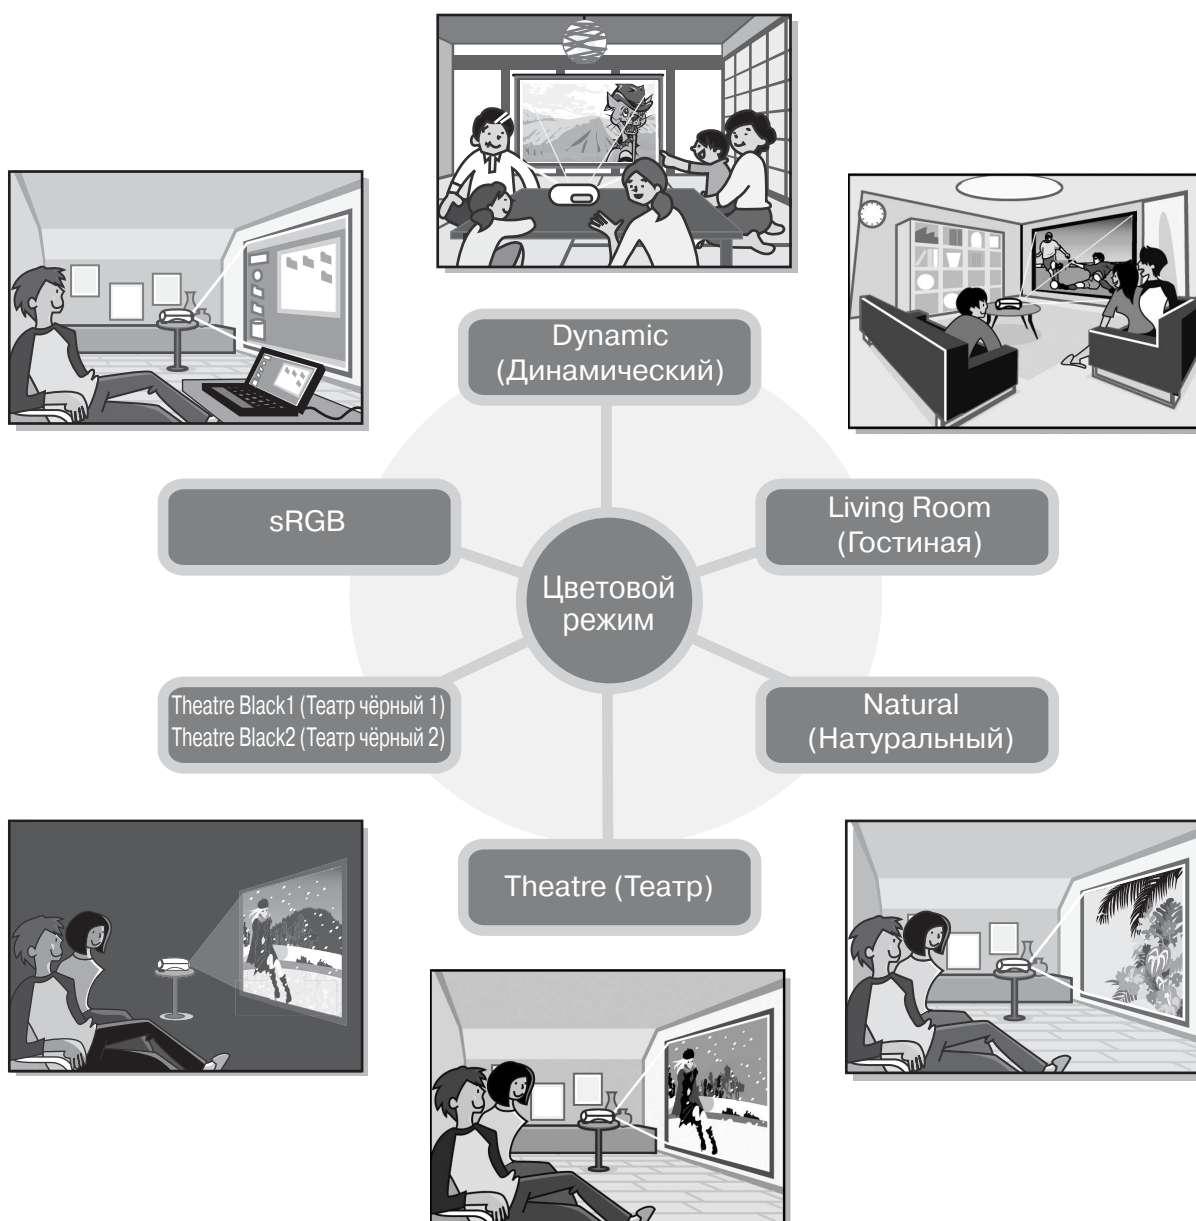 Dynamic
(Динамический)
sRGB
Living Room
(Гостиная)
Цветовой
режим
Theatre Black1 (Театр чёрный 1)
Theatre Black2 (Театр чёрный 2)
Natural
(Натуральный)
Theatre (Театр)